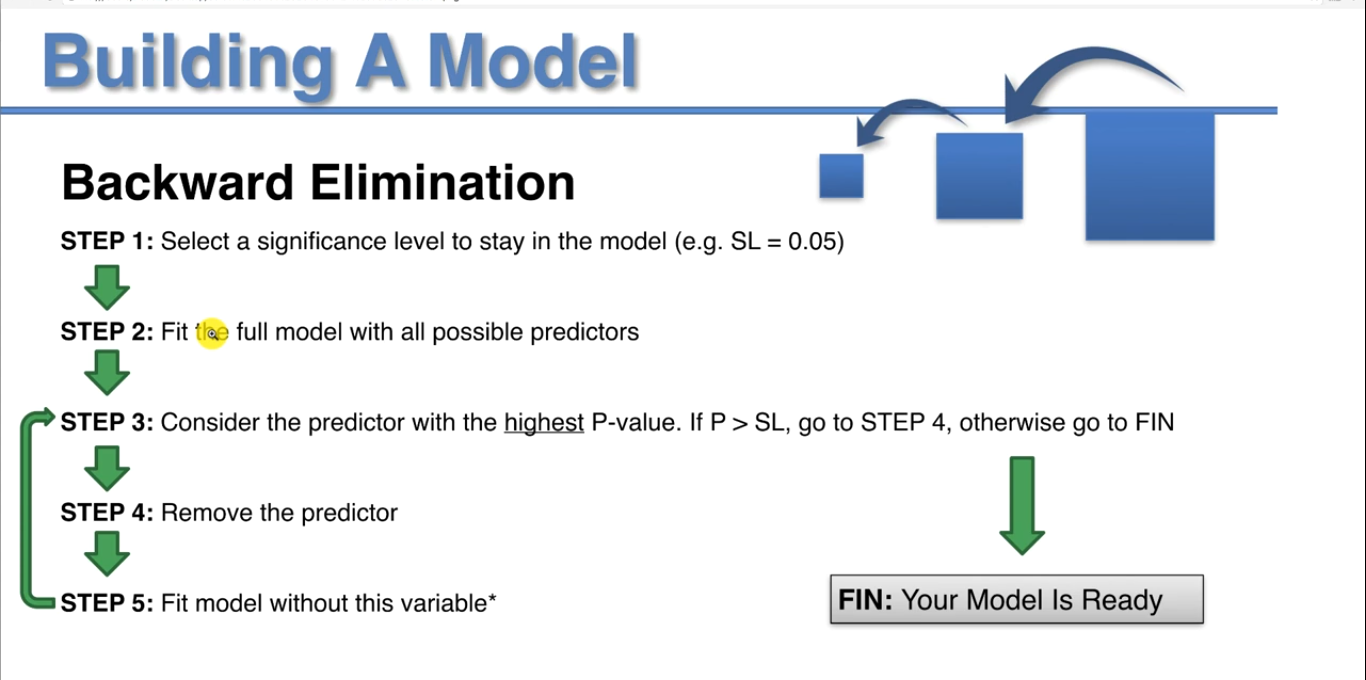 Building A Model
Backward Elimination
STEP 1: Select a significance level to stay in the model (e.g. SL = 0.05)
STEP 2: Fit the full model with all possible predictors
STEP 3: Consider the predictor with the highest P-value. If P > SL, go to STEP 4, otherwise go to FIN
STEP 4: Remove the predictor
STEP 5: Fit model without this variable*
FIN: Your Model Is Ready